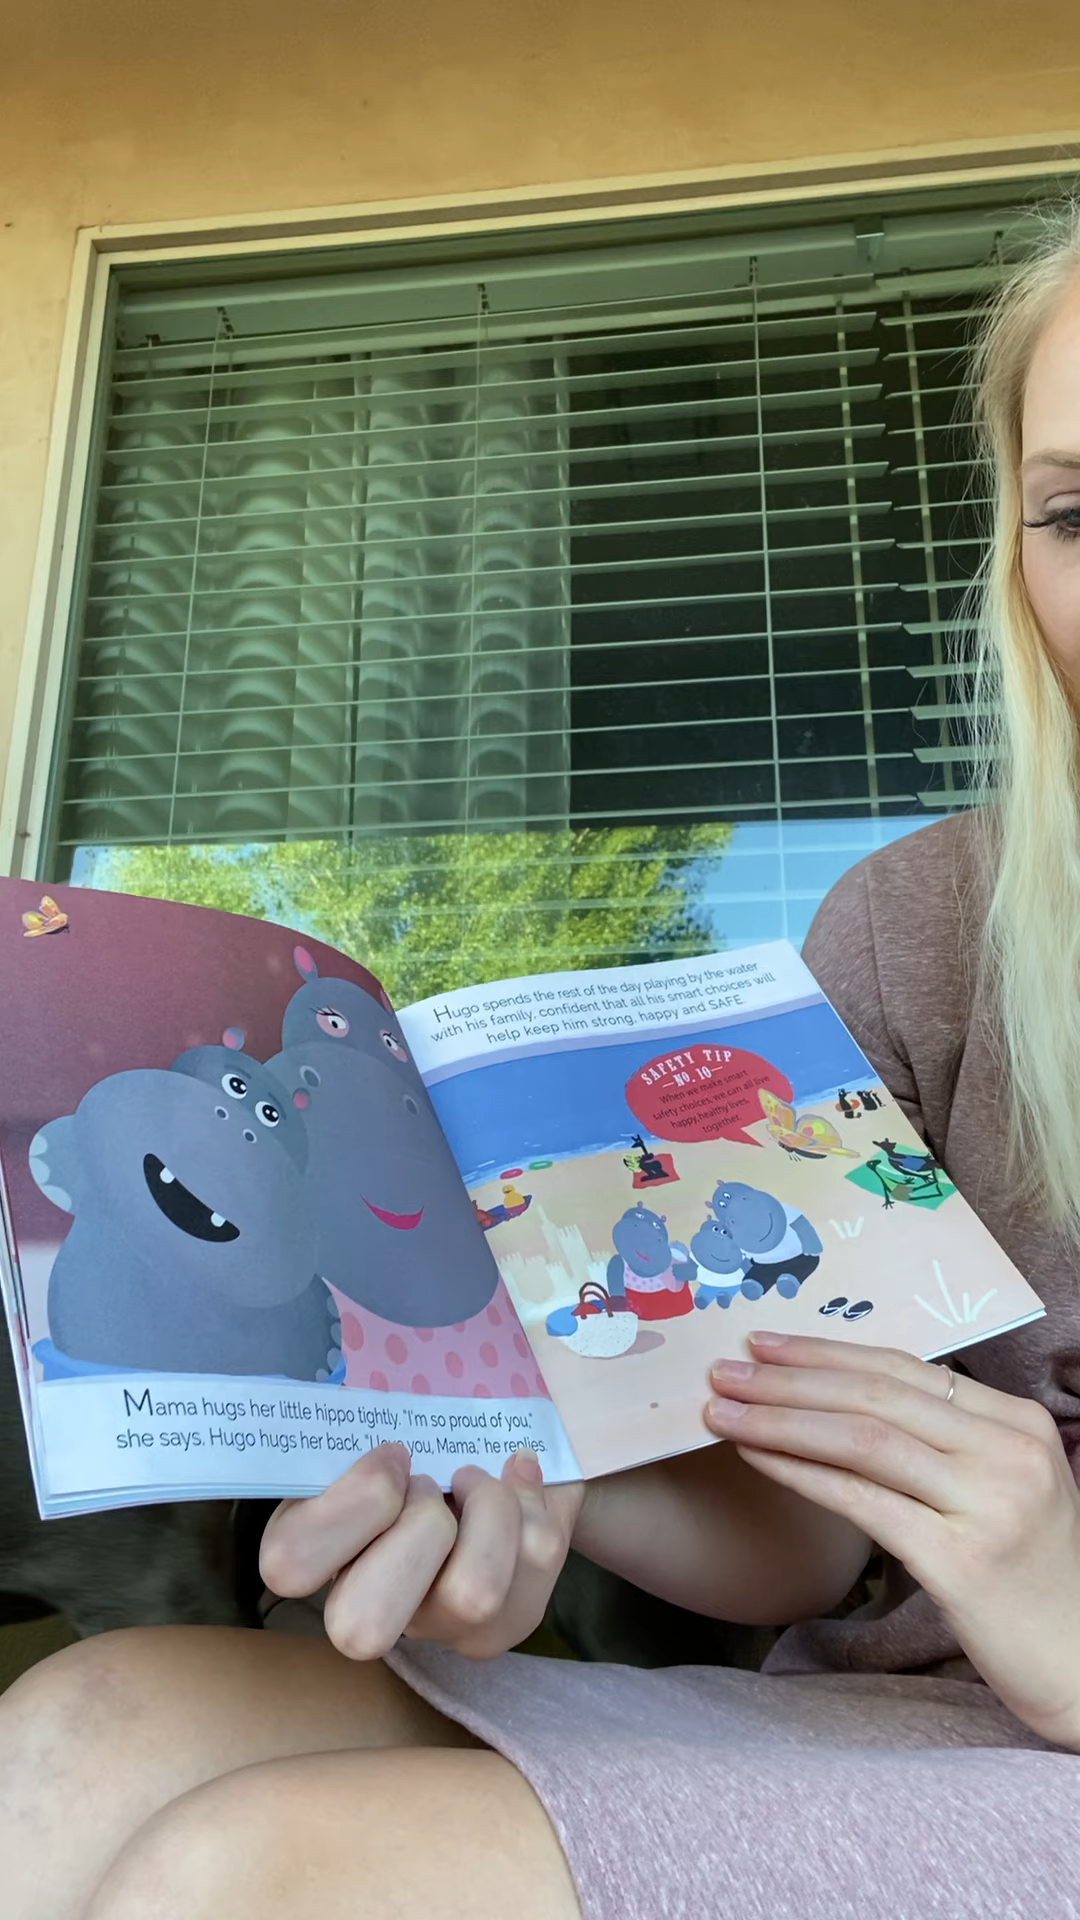 Mama hugs her little hippo tightly. "I'm so proud of you,"
she says. Hugo hugs her back. "I love you, Mama," he replies.
Hugo spends the rest of the day playing by the water
with his family, confident that all his smart choices will
help keep him strong, happy and SAFE.
SAFETY TIP
—NO. 10—
When we make smart
safety choices, we can all live
happy, healthy lives,
together.